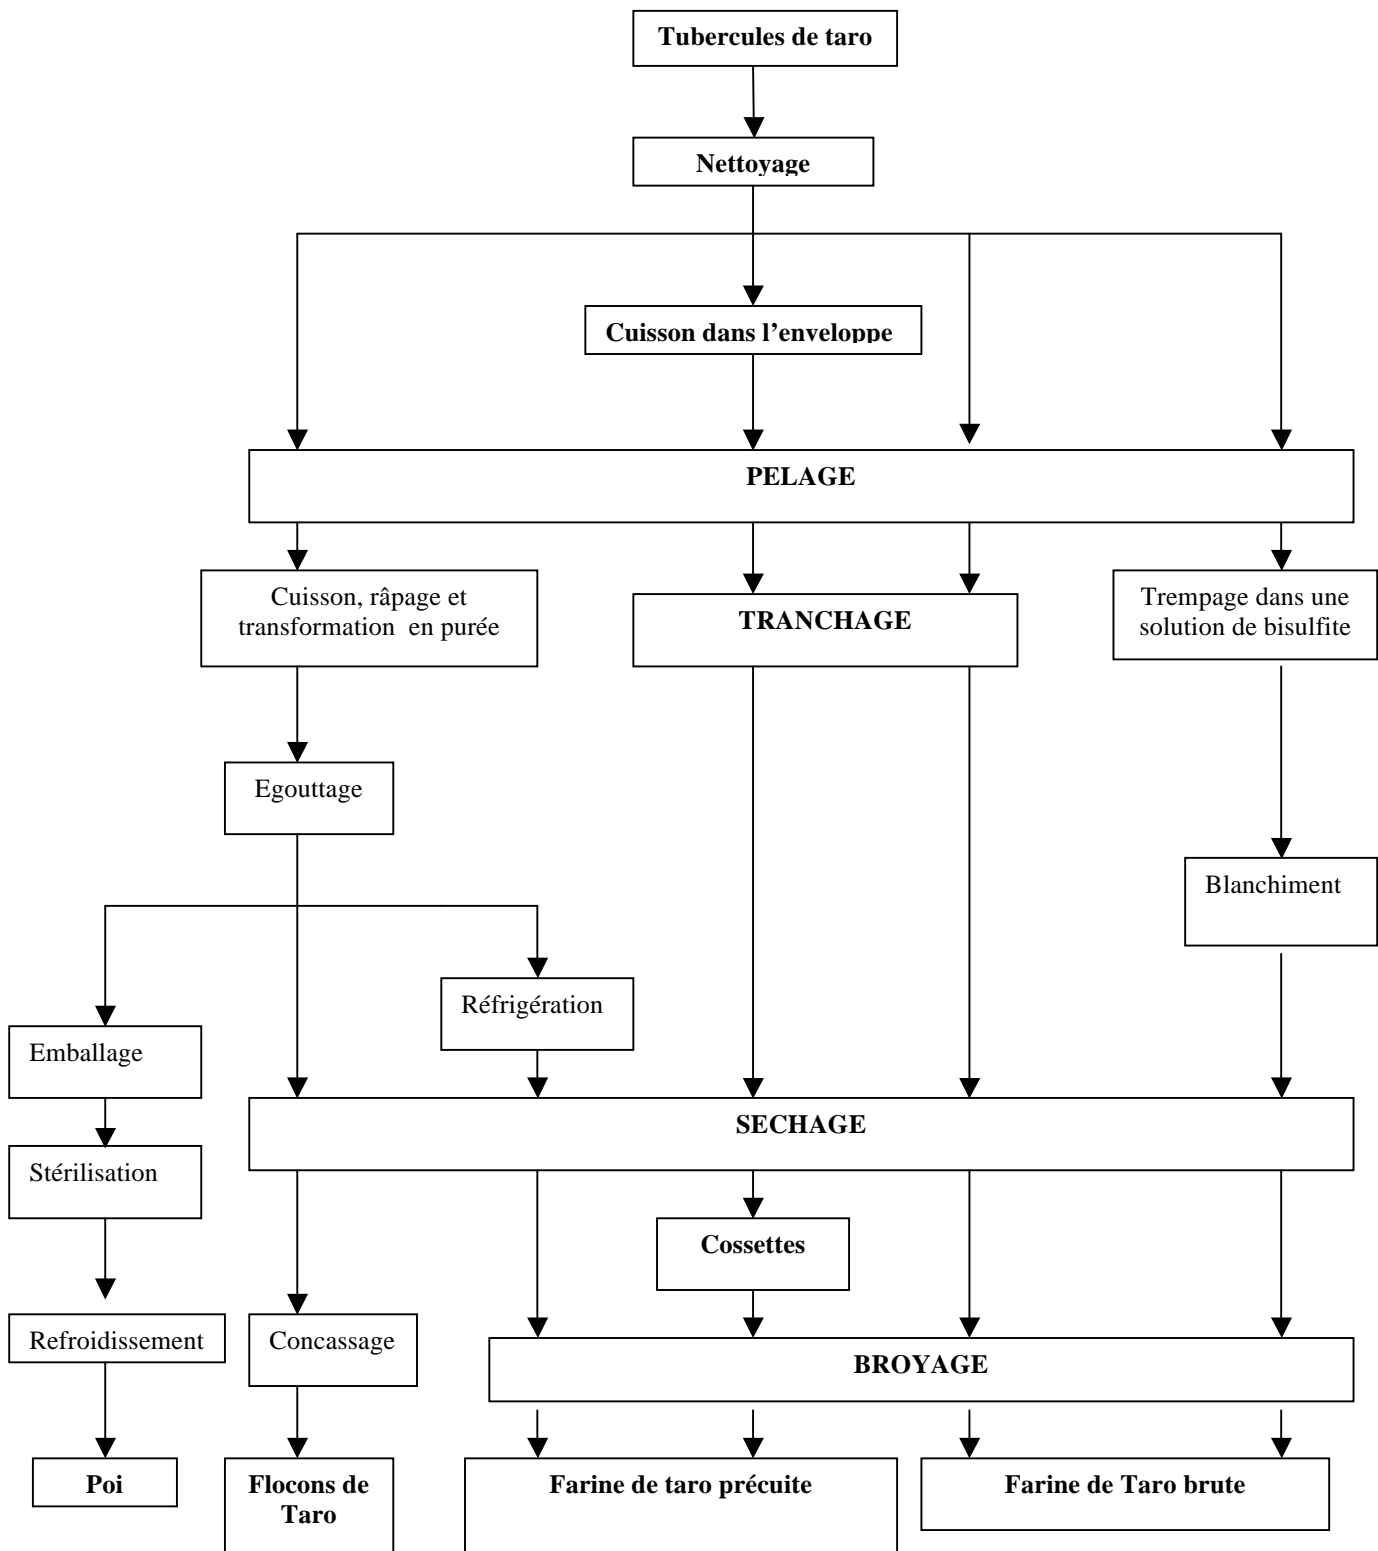 Tubercules de taro
Nettoyage
Cuisson dans l’enveloppe
PELAGE
Cuisson, râpage et
transformation en purée
TRANCHAGE
Trempage dans une
solution de bisulfite
Egouttage
Blanchiment
Réfrigération
Emballage
SECHAGE
Stérilisation
Cossettes
Refroidissement
Concassage
BROYAGE
Poi
Flocons de
Taro
Farine de taro précuite
Farine de Taro brute